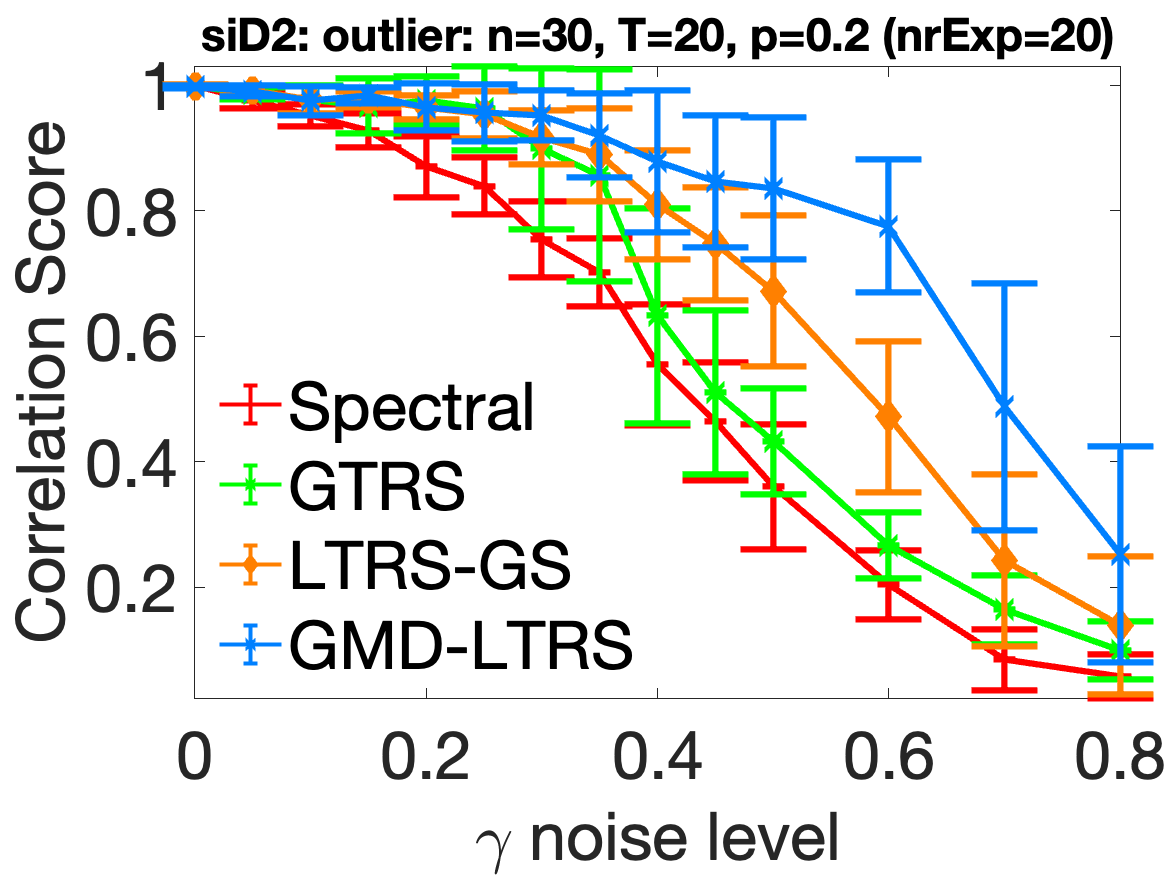 siD2: outlier: n=30, T=20, p=0.2 (nrExp=20)
Correlation Score
1
0.8
0.6
0.4
0.2
Spectral
GTRS
LTRS-GS
GMD-LTRS
0 0.2 0.4 0.6 0.8
γ noise level